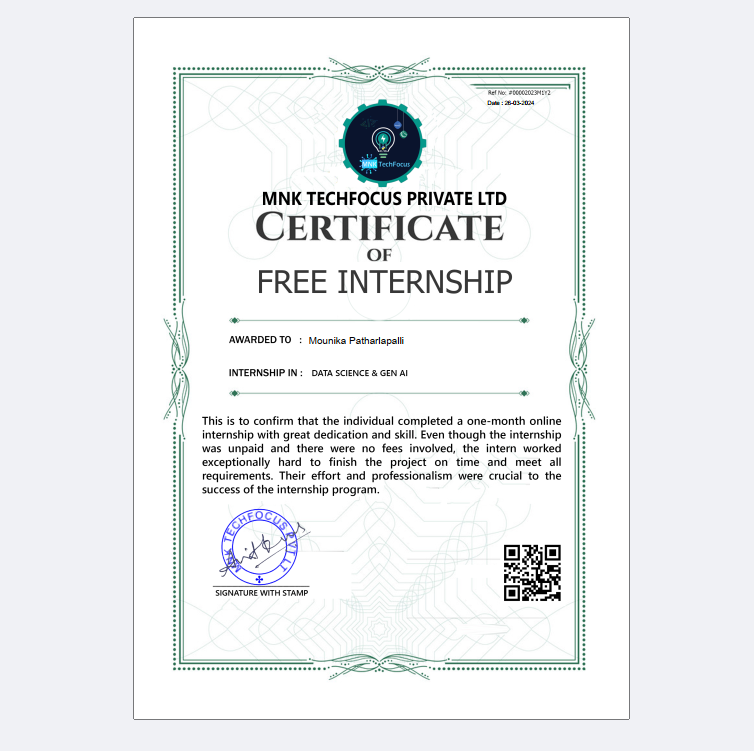 Ref No: #00002023M1Y2
Date : 26-03-2024
MNK TechFocus
MNK TECHFOCUS PRIVATE LTD
CERTIFICATE
OF
FREE INTERNSHIP
AWARDED TO : Mounika Patharlapalli
INTERNSHIP IN : DATA SCIENCE & GEN AI
This is to confirm that the individual completed a one-month online
internship with great dedication and skill. Even though the internship
was unpaid and there were no fees involved, the intern worked
exceptionally hard to finish the project on time and meet all
requirements. Their effort and professionalism were crucial to the
success of the internship program.
MNK TECHFOCUS PVT LT
SIGNATURE WITH STAMP